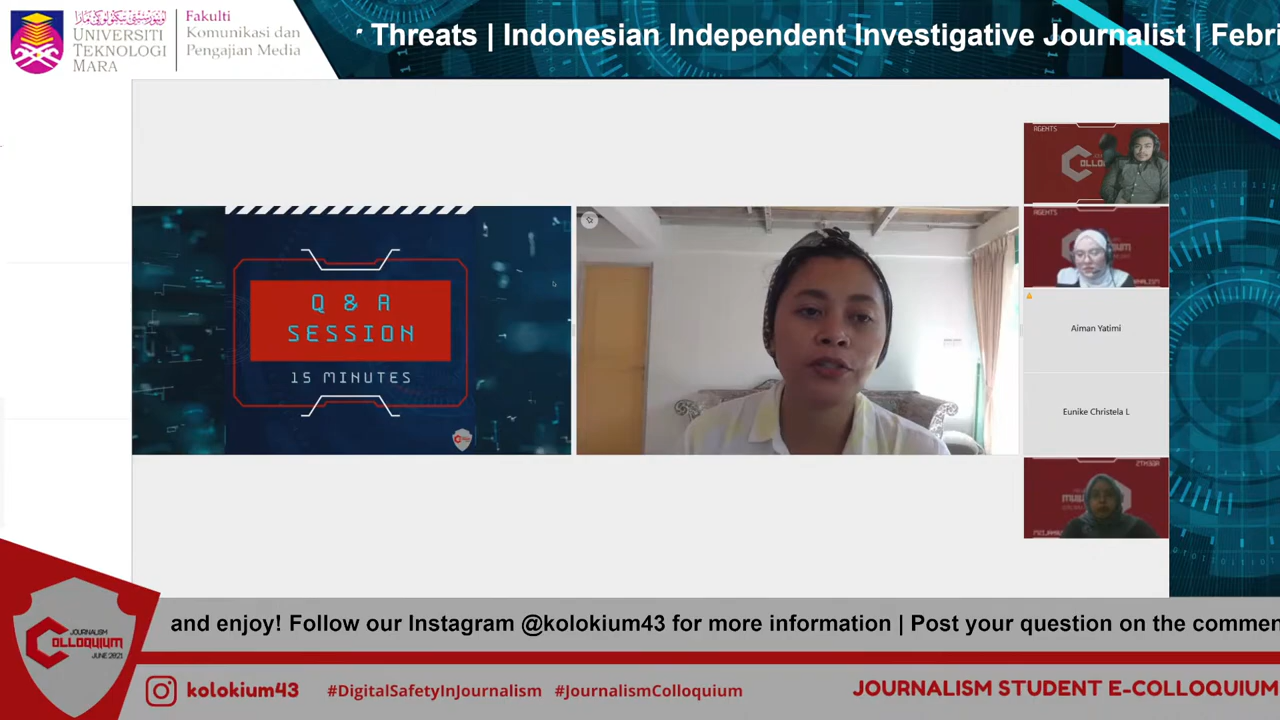 UNIVERSITI
TEKNOLOGI
MARA
Fakulti
Komunikasi dan
Pengajian Media
Threats | Indonesian Independent Investigative Journalist | Febri
AGENTS
Q & A
SESSION
15 MINUTES
AGENTS
Aiman Yatimi
Eunike Christela L
JOURNALISM
COLLOQUIUM
JUNE 2021
and enjoy! Follow our Instagram @kolokium43 for more information | Post your question on the commen
kolokium43
#DigitalSafetyInJournalism #JournalismColloquium
JOURNALISM STUDENT E-COLLOQUIUM